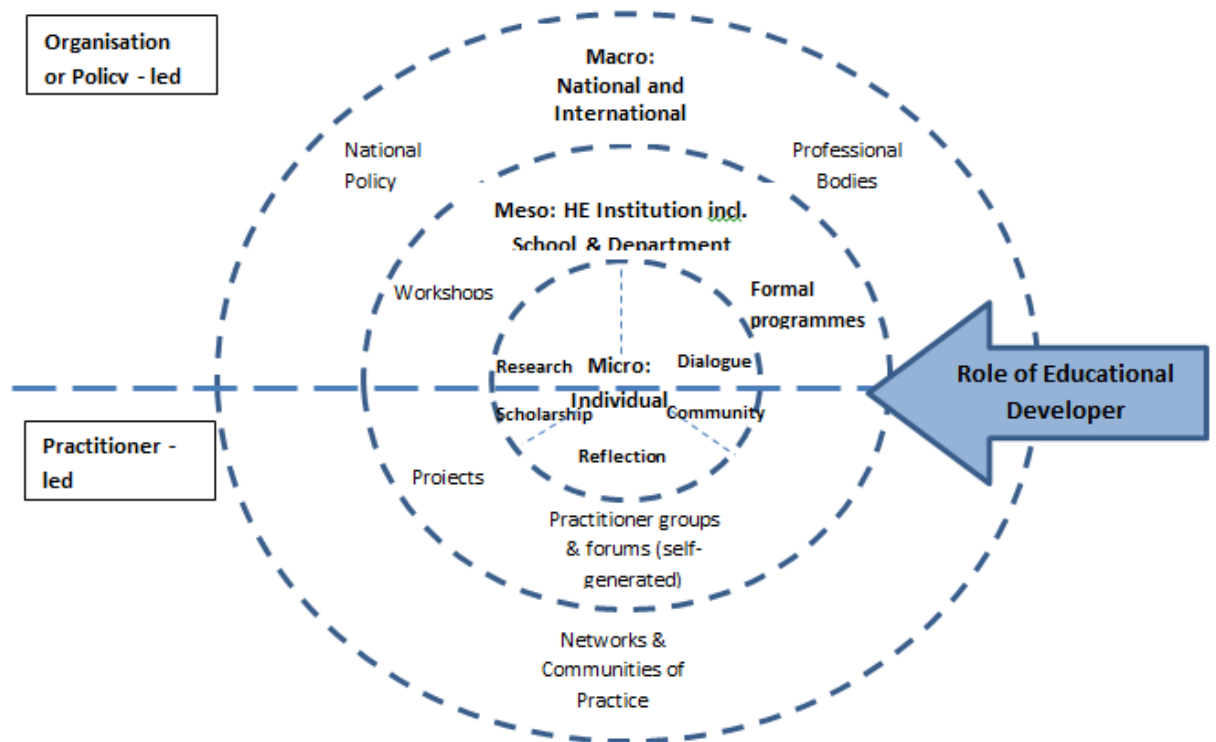 Organisation
or Policy - led
Macro:
National and
International
National
Policy
Professional
Bodies
Meso: HE Institution incl.
School & Department
Workshops
Formal
programmes
Research
Micro:
Dialogue
Individual
Scholarship
Community
Reflection
Role of Educational
Developer
Practitioner -
led
Projects
Practitioner groups
& forums (self-
generated)
Networks &
Communities of
Practice